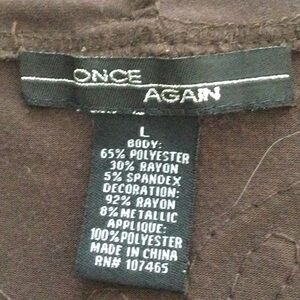 ONCE
AGAIN
L
BODY:
65% POLYESTER
30% RAYON
5% SPANDEX
DECORATION:
92% RAYON
8% METALLIC
APPLIQUE:
100% POLYESTER
MADE IN CHINA
RN# 107465